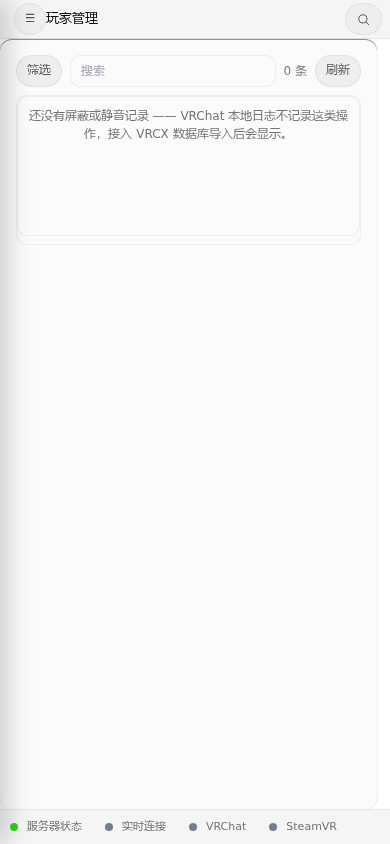 ☰ 玩家管理
筛选 搜索 0 条 刷新
还没有屏蔽或静音记录 —— VRChat 本地日志不记录这类操
作，接入 VRCX 数据库导入后会显示。
服务器状态 实时连接 VRChat SteamVR